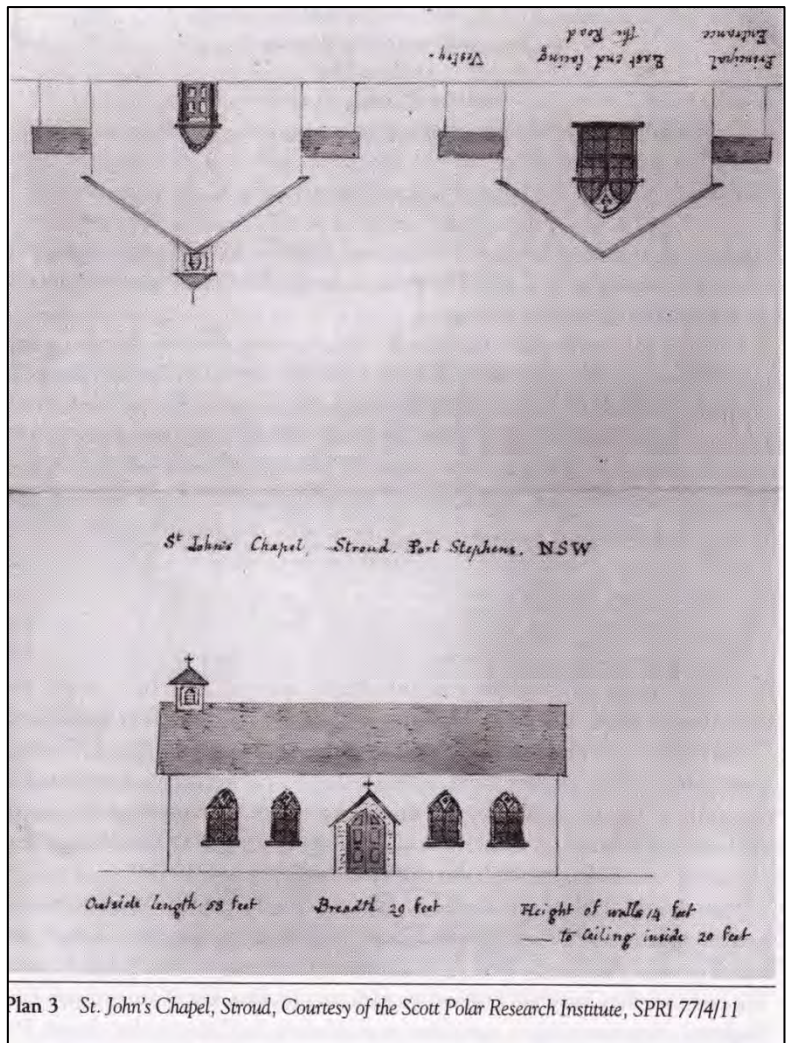 Principal
Entrance
East end facing
the Road
Vestry -
St John's Chapel, Stroud. Port Stephens. NSW
Outside length feet
Breadth 29 feet
Height of walls 14 feet
— to Ceiling inside 20 feet
Plan 3 St. John's Chapel, Stroud, Courtesy of the Scott Polar Research Institute, SPRI 77/4/11